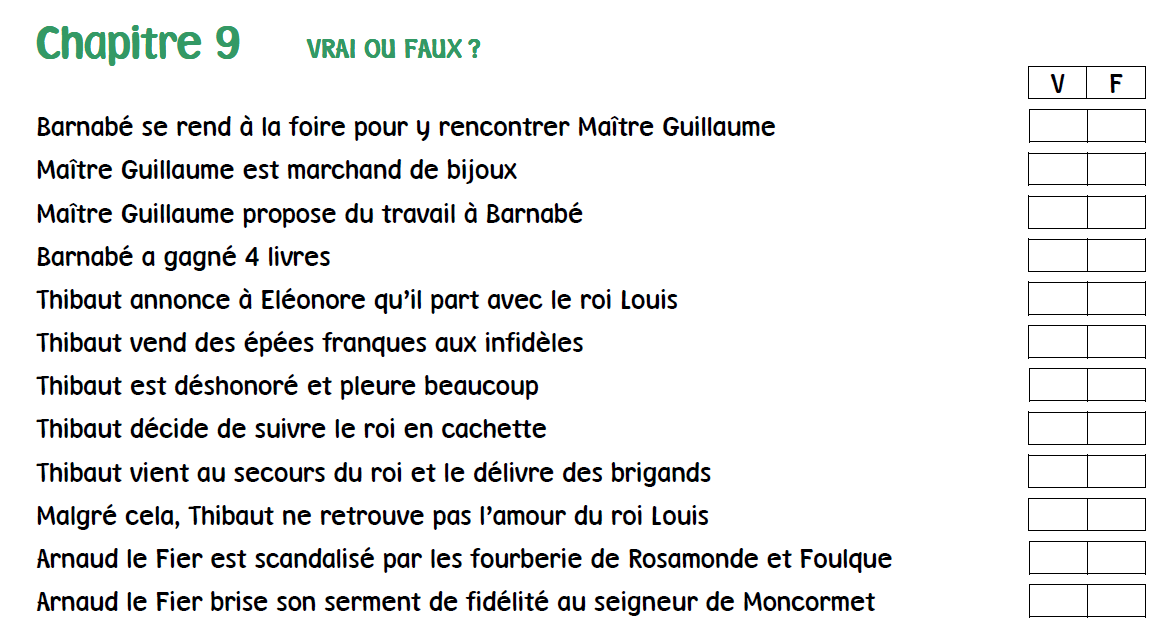 Chapitre 9 VRAI OU FAUX ?
V F
Barnabé se rend à la foire pour y rencontrer Maître Guillaume
Maître Guillaume est marchand de bijoux
Maître Guillaume propose du travail à Barnabé
Barnabé a gagné 4 livres
Thibaut annonce à Eléonore qu'il part avec le roi Louis
Thibaut vend des épées franques aux infidèles
Thibaut est déshonoré et pleure beaucoup
Thibaut décide de suivre le roi en cachette
Thibaut vient au secours du roi et le délivre des brigands
Malgré cela, Thibaut ne retrouve pas l'amour du roi Louis
Arnaud le Fier est scandalisé par les fourberie de Rosamonde et Foulque
Arnaud le Fier brise son serment de fidélité au seigneur de Moncormet